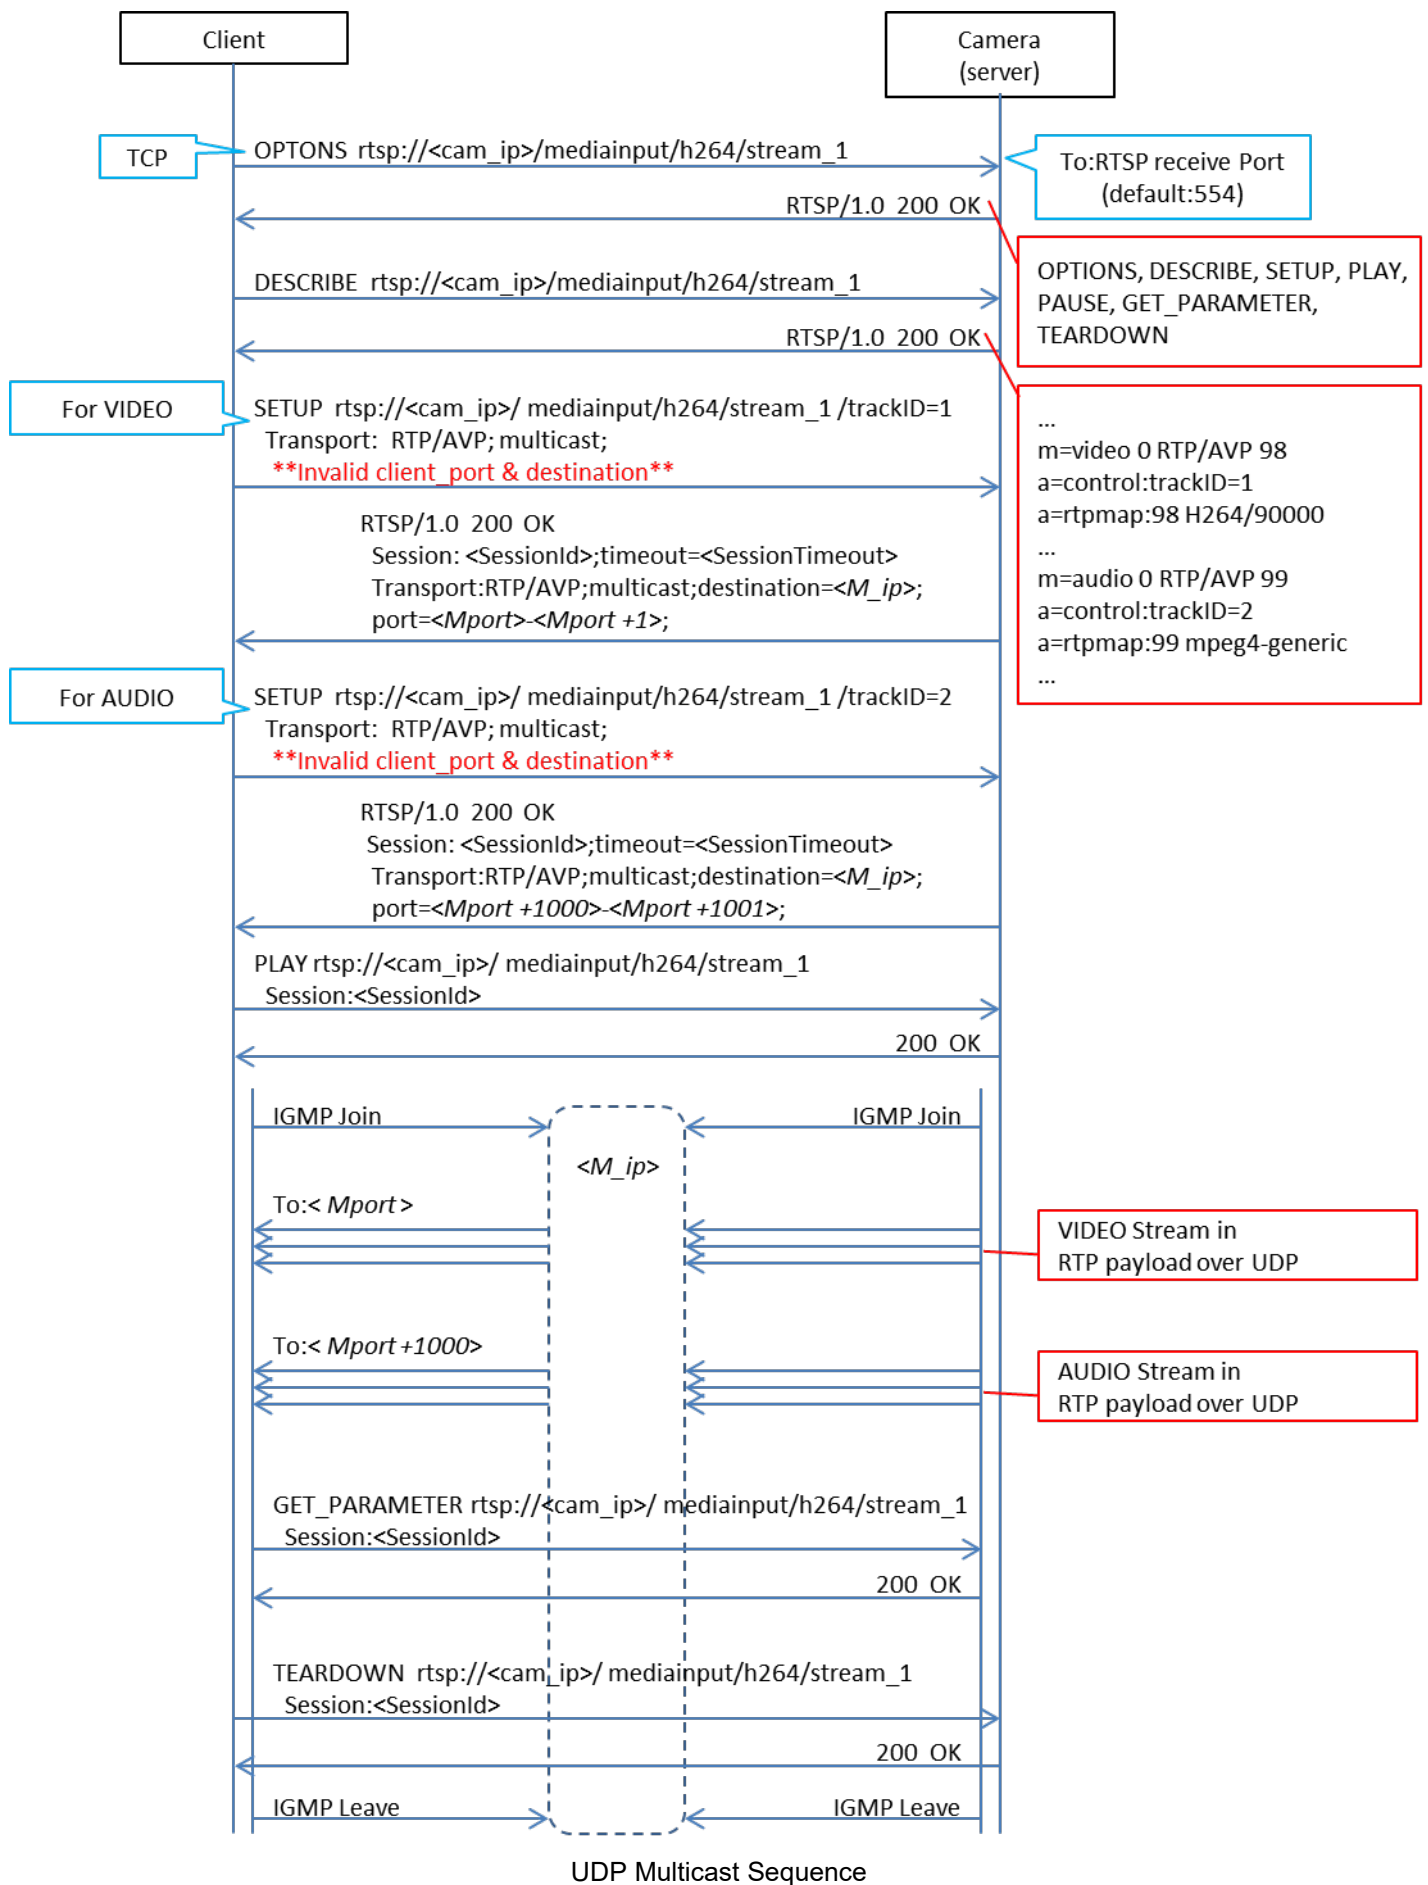 Client
Camera
(server)
TCP
OPTONS rtsp://<cam_ip>/mediainput/h264/stream_1
To:RTSP receive Port
(default:554)
RTSP/1.0 200 OK
OPTIONS, DESCRIBE, SETUP, PLAY,
PAUSE, GET_PARAMETER,
TEARDOWN
DESCRIBE rtsp://<cam_ip>/mediainput/h264/stream_1
RTSP/1.0 200 OK
...
m=video 0 RTP/AVP 98
a=control:trackID=1
a=rtpmap:98 H264/90000
...
m=audio 0 RTP/AVP 99
a=control:trackID=2
a=rtpmap:99 mpeg4-generic
...
For VIDEO
SETUP rtsp://<cam_ip>/ mediainput/h264/stream_1 /trackID=1
Transport: RTP/AVP; multicast;
**Invalid client_port & destination**
RTSP/1.0 200 OK
Session: <SessionId>;timeout=<SessionTimeout>
Transport:RTP/AVP;multicast;destination=<M_ip>;
port=<Mport>-<Mport +1>;
For AUDIO
SETUP rtsp://<cam_ip>/ mediainput/h264/stream_1 /trackID=2
Transport: RTP/AVP; multicast;
**Invalid client_port & destination**
RTSP/1.0 200 OK
Session: <SessionId>;timeout=<SessionTimeout>
Transport:RTP/AVP;multicast;destination=<M_ip>;
port=<Mport +1000>-<Mport +1001>;
PLAY rtsp://<cam_ip>/ mediainput/h264/stream_1
Session:<SessionId>
200 OK
IGMP Join
IGMP Join
<M_ip>
To:< Mport >
VIDEO Stream in
RTP payload over UDP
To:< Mport +1000>
AUDIO Stream in
RTP payload over UDP
GET_PARAMETER rtsp://<cam_ip>/ mediainput/h264/stream_1
Session:<SessionId>
200 OK
TEARDOWN rtsp://<cam_ip>/ mediainput/h264/stream_1
Session:<SessionId>
200 OK
IGMP Leave
IGMP Leave
UDP Multicast Sequence